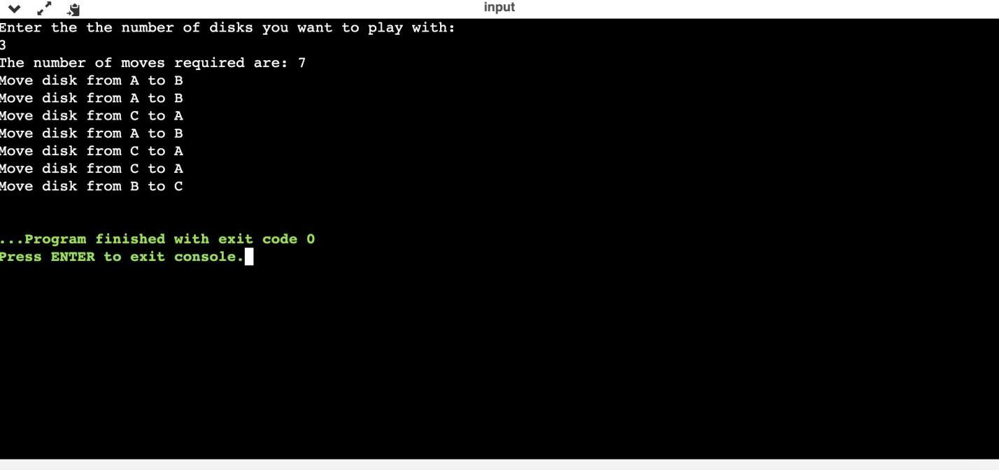 input
Enter the the number of disks you want to play with:
3
The number of moves required are: 7
Move disk from A to B
Move disk from A to B
Move disk from C to A
Move disk from A to B
Move disk from C to A
Move disk from C to A
Move disk from B to C
...Program finished with exit code 0
Press ENTER to exit console.